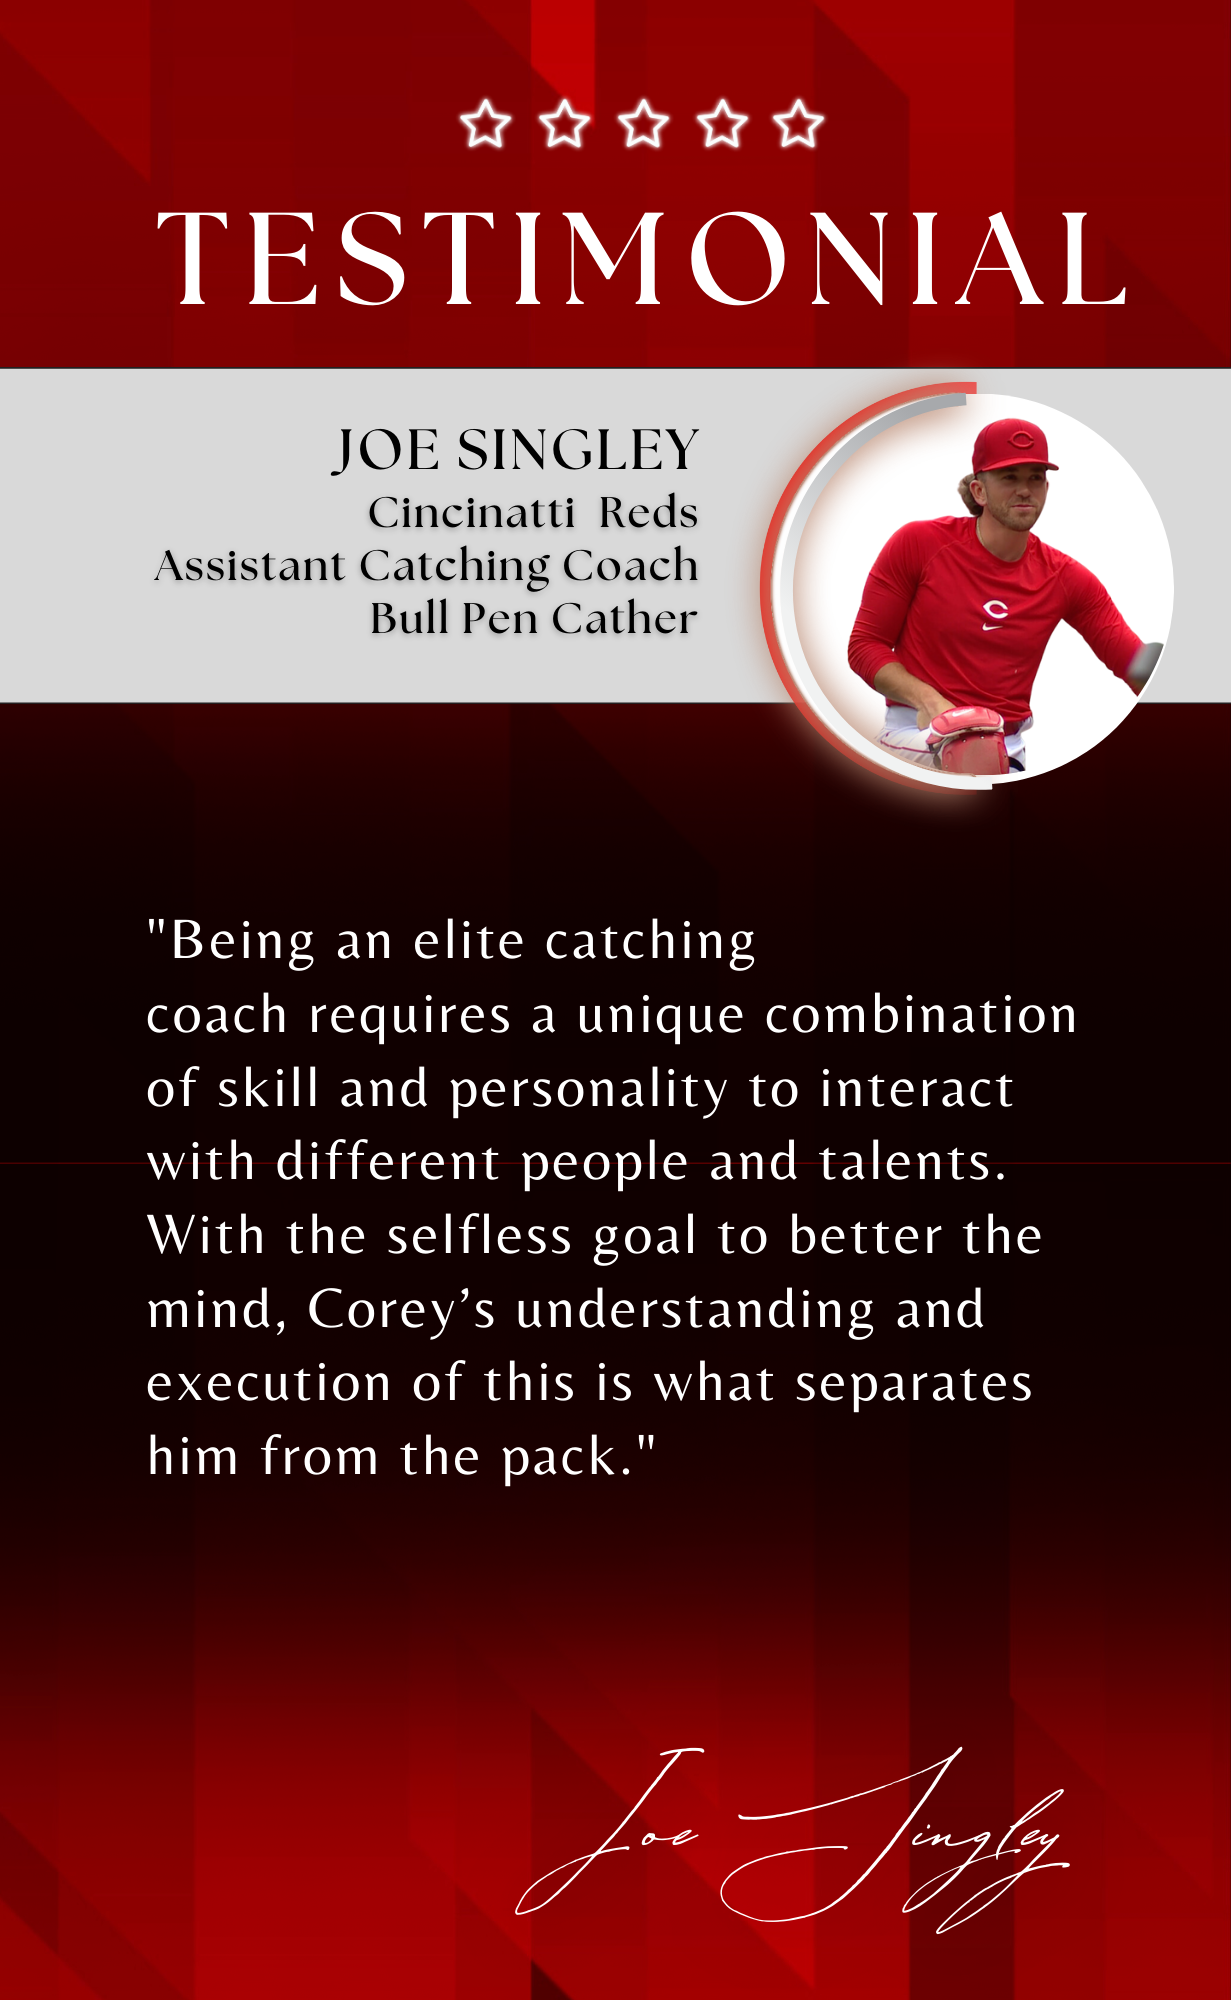 TESTIMONIAL
JOE SINGLEY
Cincinatti Reds
Assistant Catching Coach
Bull Pen Cather
"Being an elite catching
coach requires a unique combination
of skill and personality to interact
with different people and talents.
With the selfless goal to better the
mind, Corey’s understanding and
execution of this is what separates
him from the pack."
Joe Singley